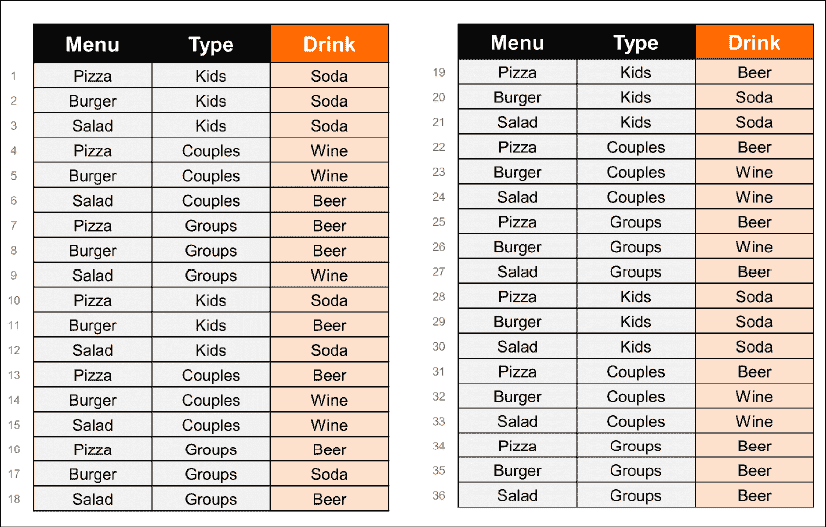 Menu Type Drink
1 Pizza Kids Soda
2 Burger Kids Soda
3 Salad Kids Soda
4 Pizza Couples Wine
5 Burger Couples Wine
6 Salad Couples Beer
7 Pizza Groups Beer
8 Burger Groups Beer
9 Salad Groups Wine
10 Pizza Kids Soda
11 Burger Kids Beer
12 Salad Kids Soda
13 Pizza Couples Beer
14 Burger Couples Wine
15 Salad Couples Wine
16 Pizza Groups Beer
17 Burger Groups Soda
18 Salad Groups Beer
Menu Type Drink
19 Pizza Kids Beer
20 Burger Kids Soda
21 Salad Kids Soda
22 Pizza Couples Beer
23 Burger Couples Wine
24 Salad Couples Wine
25 Pizza Groups Beer
26 Burger Groups Wine
27 Salad Groups Beer
28 Pizza Kids Soda
29 Burger Kids Soda
30 Salad Kids Soda
31 Pizza Couples Beer
32 Burger Couples Wine
33 Salad Couples Wine
34 Pizza Groups Beer
35 Burger Groups Beer
36 Salad Groups Beer